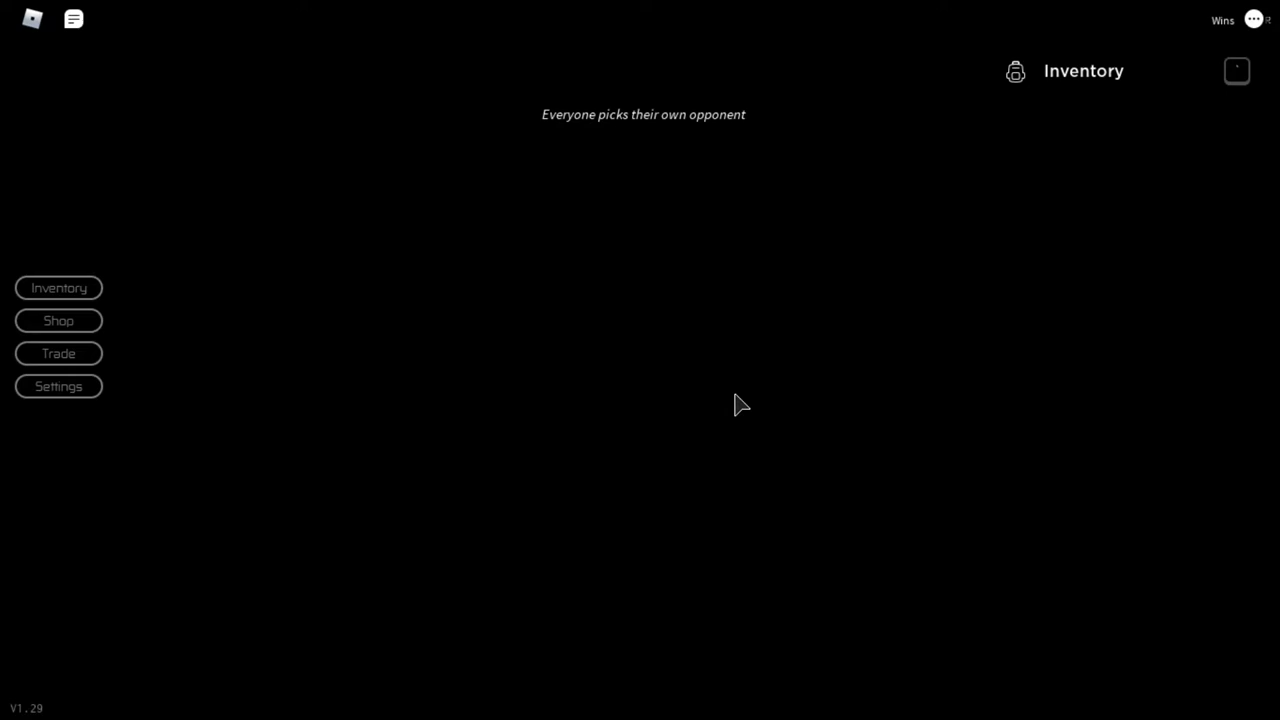 Wins
Inventory
Everyone picks their own opponent
Inventory
Shop
Trade
Settings
V1.29